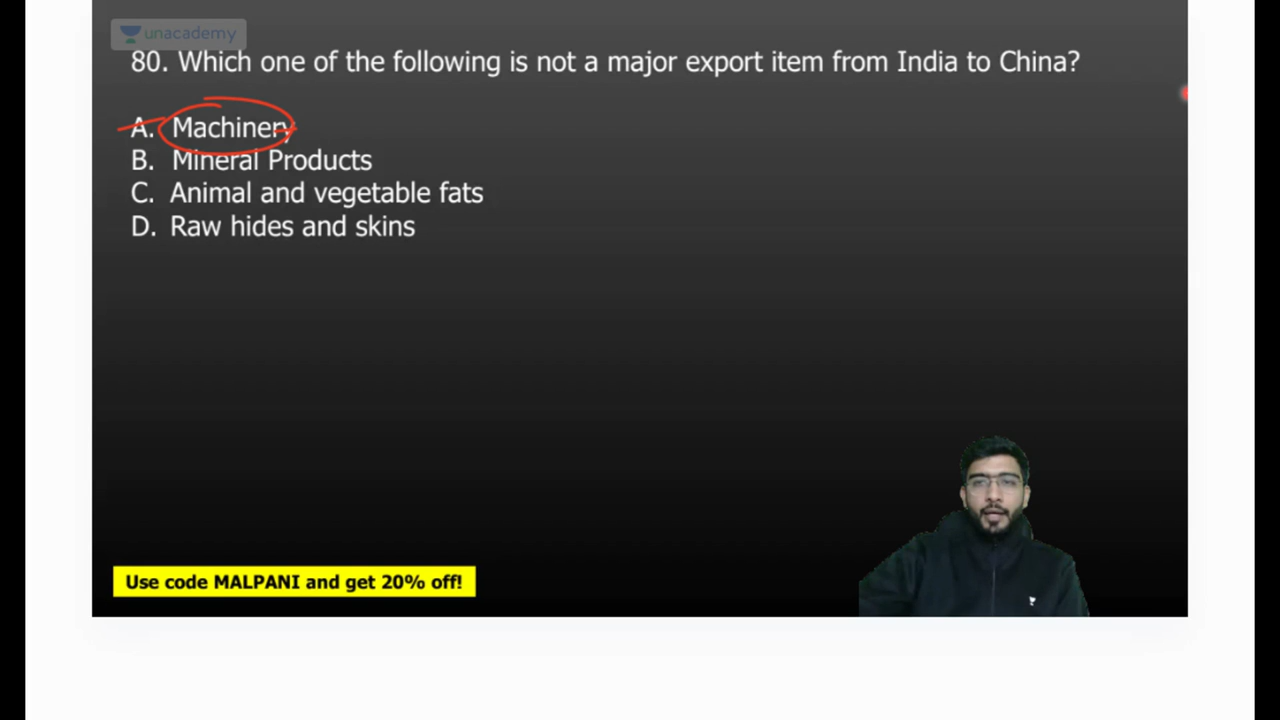 unacademy
80. Which one of the following is not a major export item from India to China?
A. Machinery
B. Mineral Products
C. Animal and vegetable fats
D. Raw hides and skins
Use code MALPANI and get 20% off!